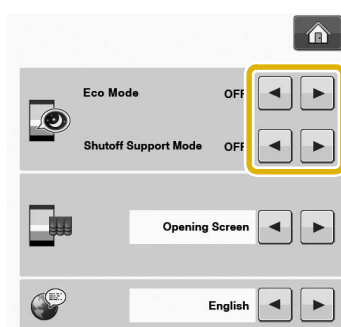 Eco Mode OFF
Shutoff Support Mode OFF
Opening Screen
English